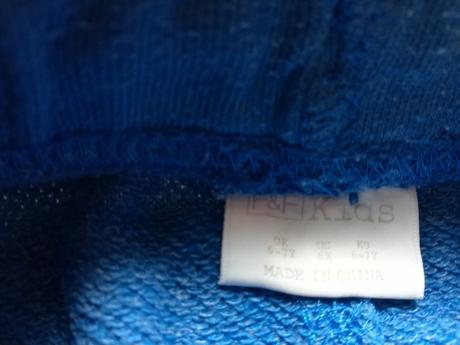 F&F Kids
UK US EU
6-7Y 6X 6-7Y
MADE IN CHINA